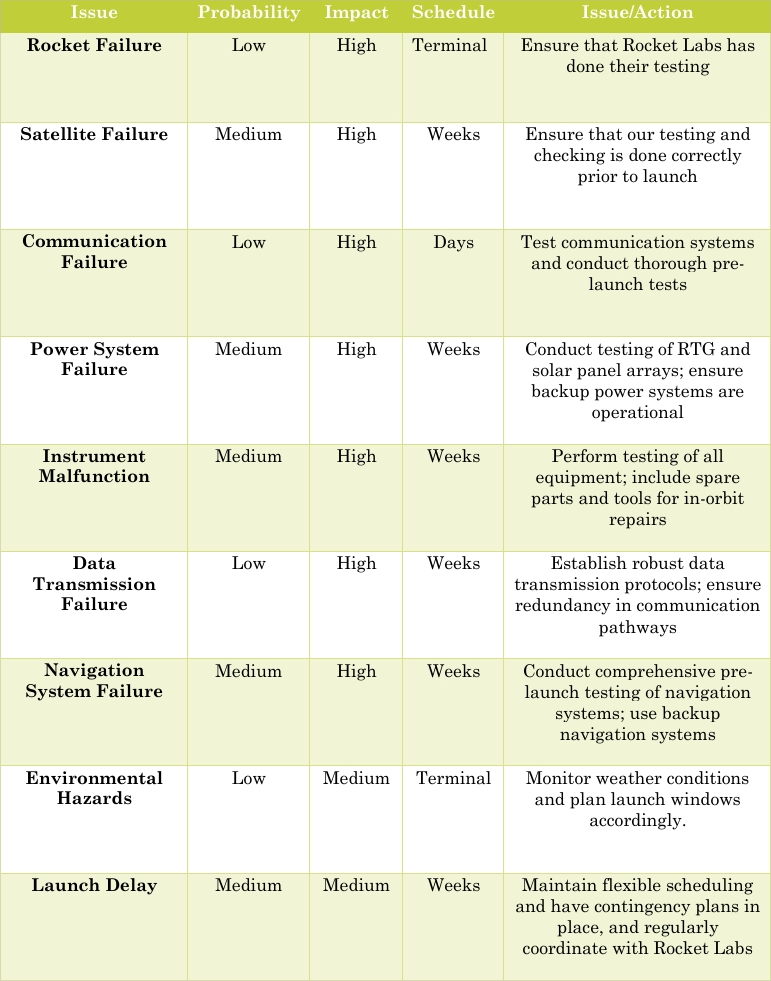 Issue Probability Impact Schedule Issue/Action
Rocket Failure Low High Terminal Ensure that Rocket Labs has
done their testing
Satellite Failure Medium High Weeks Ensure that our testing and
checking is done correctly
prior to launch
Communication Low High Days Test communication systems
Failure and conduct thorough pre-
launch tests
Power System Medium High Weeks Conduct testing of RTG and
Failure solar panel arrays; ensure
backup power systems are
operational
Instrument Medium High Weeks Perform testing of all
Malfunction equipment; include spare
parts and tools for in-orbit
repairs
Data Low High Weeks Establish robust data
Transmission transmission protocols; ensure
Failure redundancy in communication
pathways
Navigation Medium High Weeks Conduct comprehensive pre-
System Failure launch testing of navigation
systems; use backup
navigation systems
Environmental Low Medium Terminal Monitor weather conditions
Hazards and plan launch windows
accordingly.
Launch Delay Medium Medium Weeks Maintain flexible scheduling
and have contingency plans in
place, and regularly
coordinate with Rocket Labs